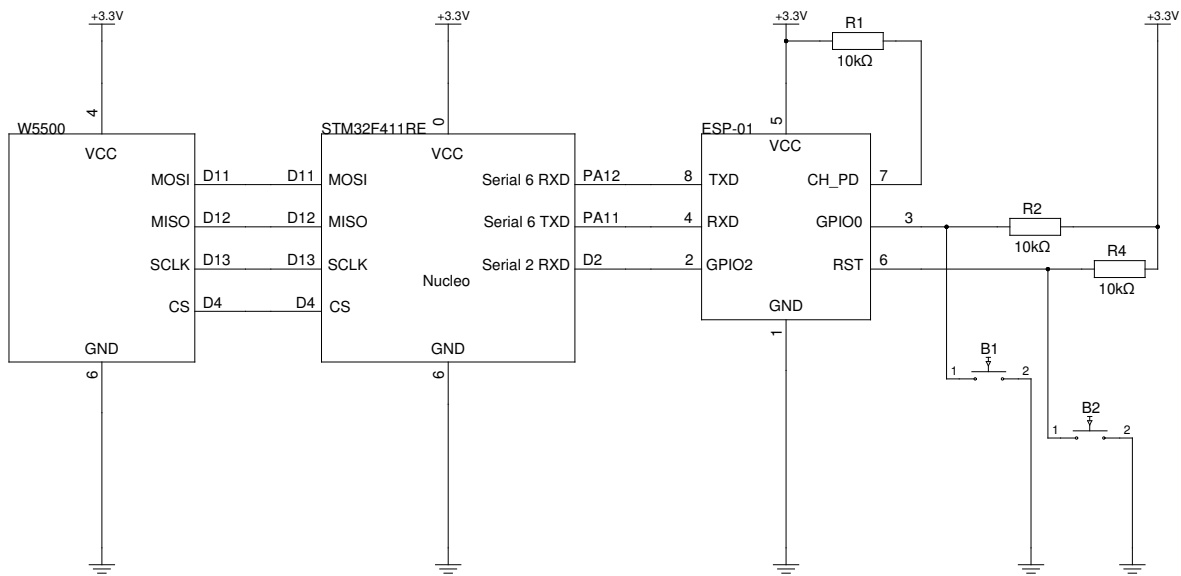 +3.3V
+3.3V
+3.3V
+3.3V
R1
10kΩ
4
0
5
W5500
STM32F411RE
ESP-01
VCC
VCC
VCC
MOSI D11 D11 MOSI Serial 6 RXD PA12 8 TXD CH_PD 7
MISO D12 D12 MISO Serial 6 TXD PA11 4 RXD GPIO0 3 R2
10kΩ
SCLK D13 D13 SCLK Serial 2 RXD D2 2 GPIO2 RST 6 R4
10kΩ
Nucleo
CS D4 D4 CS
GND
GND
GND
6
6
1
B1
1 2
B2
1 2